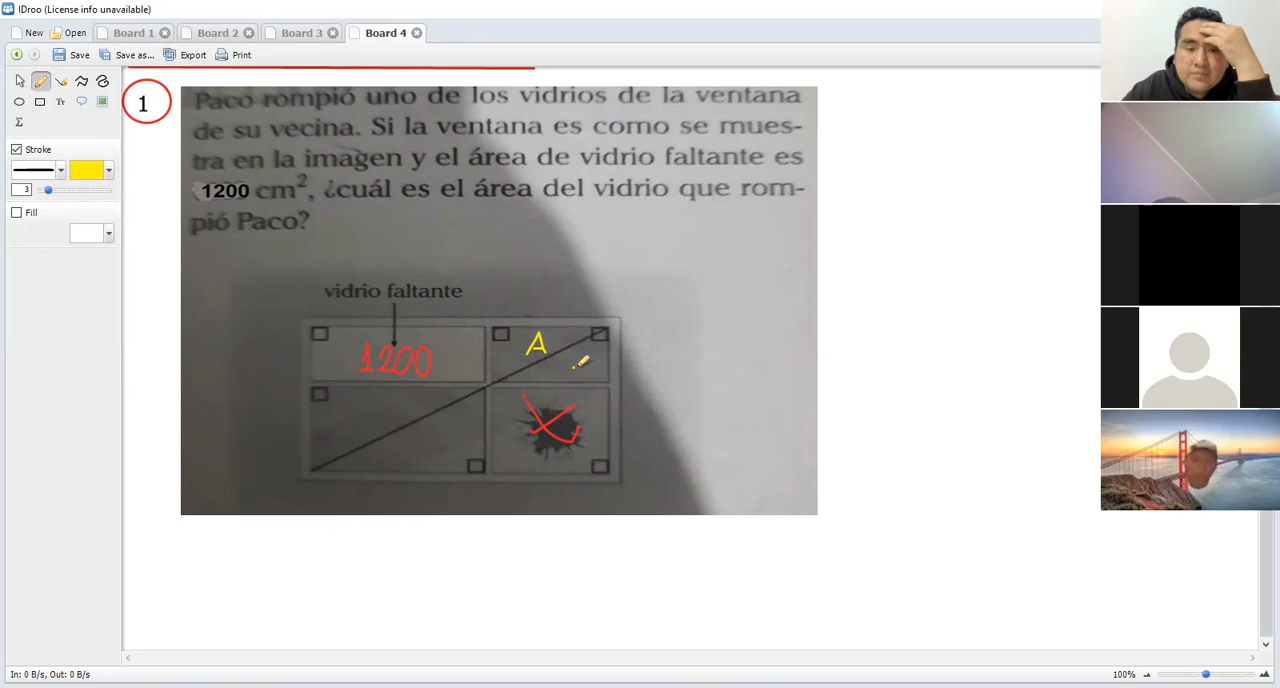 IDroo (License info unavailable)
New Open Board 1 Board 2 Board 3 Board 4
Save Save as... Export Print
Tr
Σ
Stroke
3
Fill
1
Paco rompió uno de los vidrios de la ventana
de su vecina. Si la ventana es como se mues-
tra en la imagen y el área de vidrio faltante es
1200 cm², ¿cuál es el área del vidrio que rom-
pió Paco?
vidrio faltante
1200
A
In: 0 B/s, Out: 0 B/s
100%